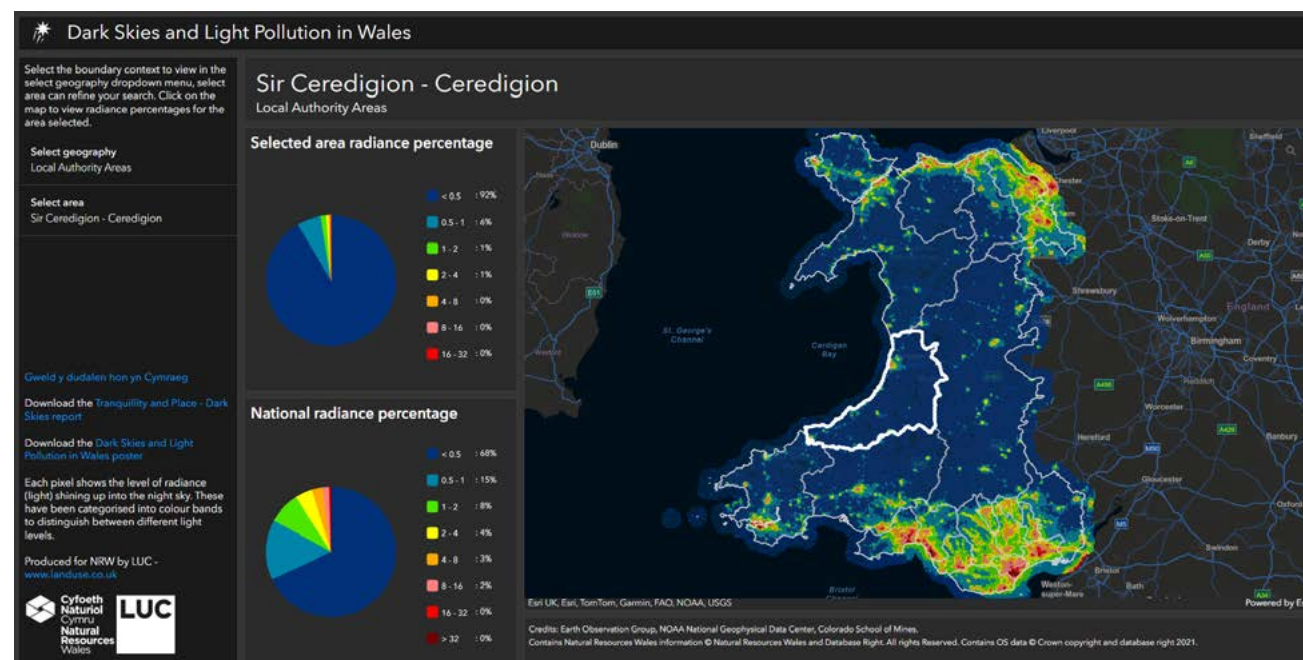 Dark Skies and Light Pollution in Wales
Select the boundary context to view in the
select geography dropdown menu, select
area can refine your search. Click on the
map to view radiance percentages for the
area selected.
Select geography
Local Authority Areas
Select area
Sir Ceredigion - Ceredigion
Gweld y dudalen hon yn Cymraeg
Download the Tranquillity and Place - Dark
Skies report
Download the Dark Skies and Light
Pollution in Wales poster
Each pixel shows the level of radiance
(light) shining up into the night sky. These
have been categorised into colour bands
to distinguish between different light
levels.
Produced for NRW by LUC -
www.landuse.co.uk
Cyfoeth
Naturiol
Cymru
Natural
Resources
Wales
LUC
Sir Ceredigion - Ceredigion
Local Authority Areas
Selected area radiance percentage
< 0.5 : 92%
0.5 - 1 : 6%
1 - 2 : 1%
2 - 4 : 1%
4 - 8 : 0%
8 - 16 : 0%
16 - 32 : 0%
National radiance percentage
< 0.5 : 68%
0.5 - 1 : 15%
1 - 2 : 8%
2 - 4 : 4%
4 - 8 : 3%
8 - 16 : 2%
16 - 32 : 0%
> 32 : 0%
Dublin
Liverpool
Sheffield
Chester
Stoke-on-Trent
Derby
Wicklow
Shrewsbury
England
Wolverhampton
Birmingham
St. George's
Channel
Cardigan
Bay
Wexford
Coventry
Redditch
Worcester
Hereford
Banbury
Gloucester
Oxford
Swindon
Bristol
Bath
Weston-
super-Mare
Bristol
Channel
Esri UK, Esri, TomTom, Garmin, FAO, NOAA, USGS
Powered by Es
Credits: Earth Observation Group, NOAA National Geophysical Data Center, Colorado School of Mines.
Contains Natural Resources Wales information © Natural Resources Wales and Database Right. All rights Reserved. Contains OS data © Crown copyright and database right 2021.